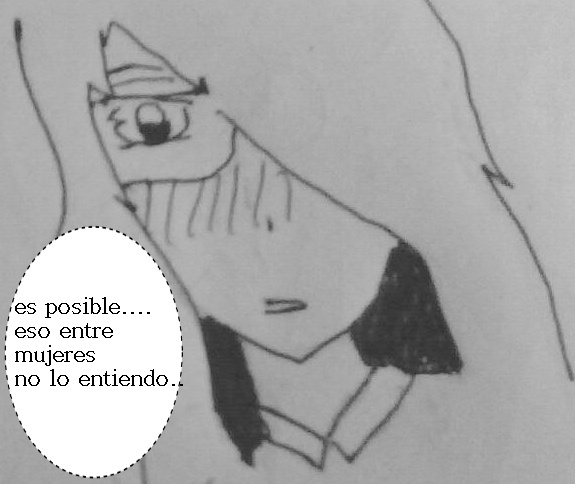 es posible....
eso entre
mujeres
no lo entiendo..